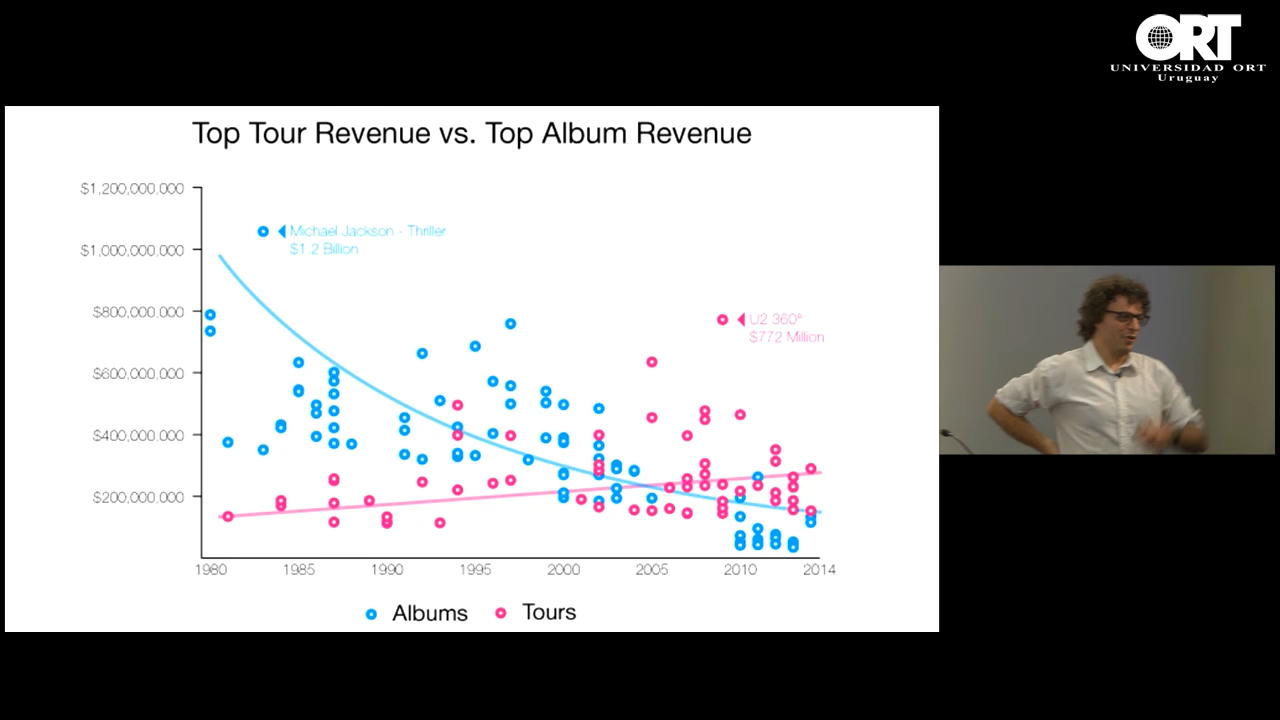 ORT
UNIVERSIDAD ORT
Uruguay
Top Tour Revenue vs. Top Album Revenue
$1,200,000,000
$1,000,000,000
$800,000,000
$600,000,000
$400,000,000
$200,000,000
Michael Jackson - Thriller
$1.2 Billion
U2 360°
$772 Million
1980 1985 1990 1995 2000 2005 2010 2014
Albums Tours